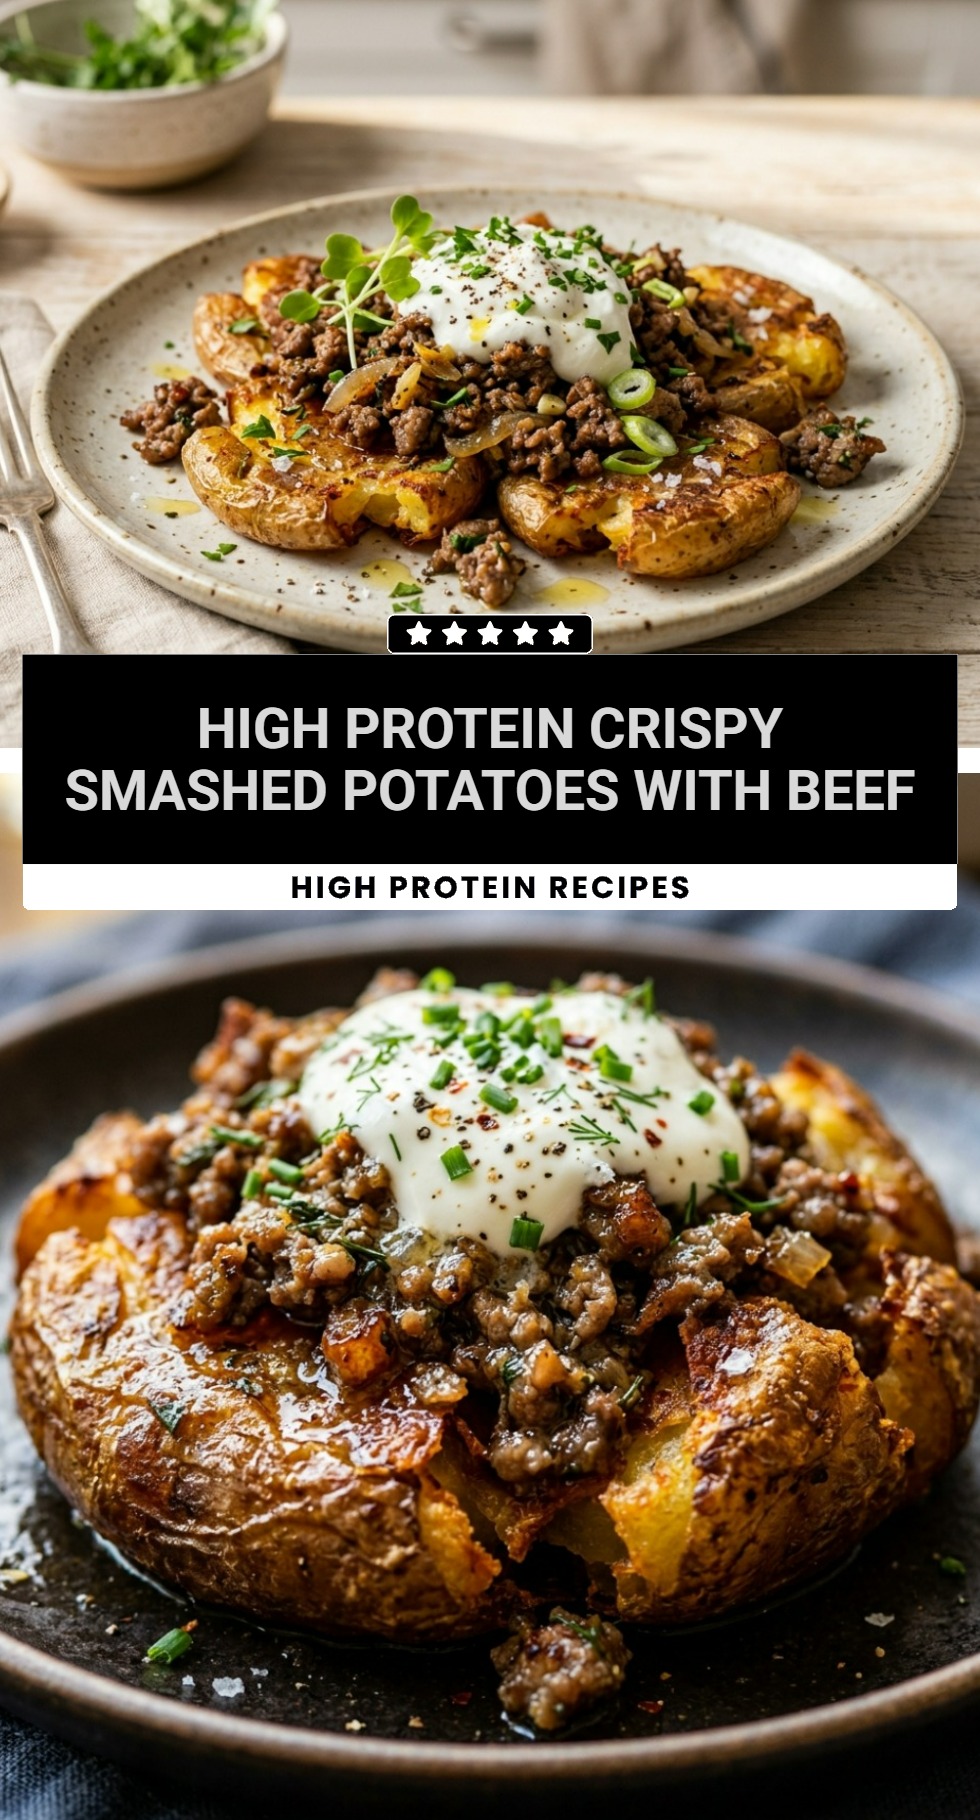 HIGH PROTEIN CRISPY
SMASHED POTATOES WITH BEEF
HIGH PROTEIN RECIPES